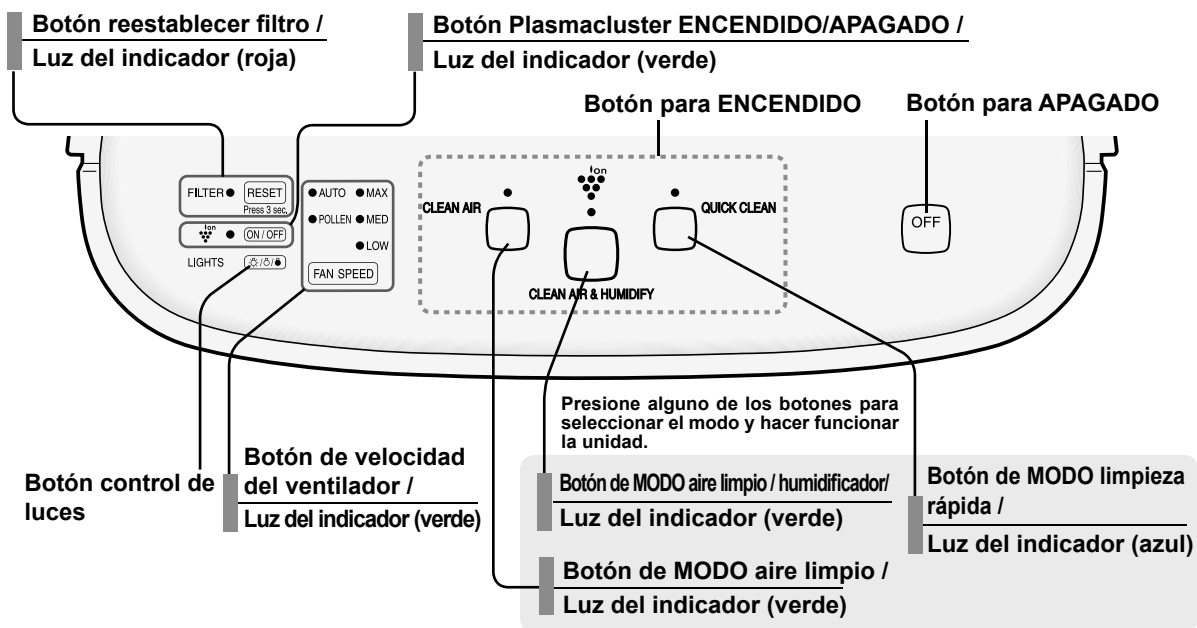 Botón reestablecer filtro /
Luz del indicador (roja)
Botón Plasmacluster ENCENDIDO/APAGADO /
Luz del indicador (verde)
Botón para ENCENDIDO
Botón para APAGADO
FILTER
RESET
Press 3 sec.
ion
ON / OFF
LIGHTS
AUTO
MAX
POLLEN
MED
LOW
FAN SPEED
CLEAN AIR
ion
QUICK CLEAN
CLEAN AIR & HUMIDIFY
OFF
Presione alguno de los botones para
seleccionar el modo y hacer funcionar
la unidad.
Botón control de
luces
Botón de velocidad
del ventilador /
Luz del indicador (verde)
Botón de MODO aire limpio / humidificador/
Luz del indicador (verde)
Botón de MODO limpieza
rápida /
Luz del indicador (azul)
Botón de MODO aire limpio /
Luz del indicador (verde)